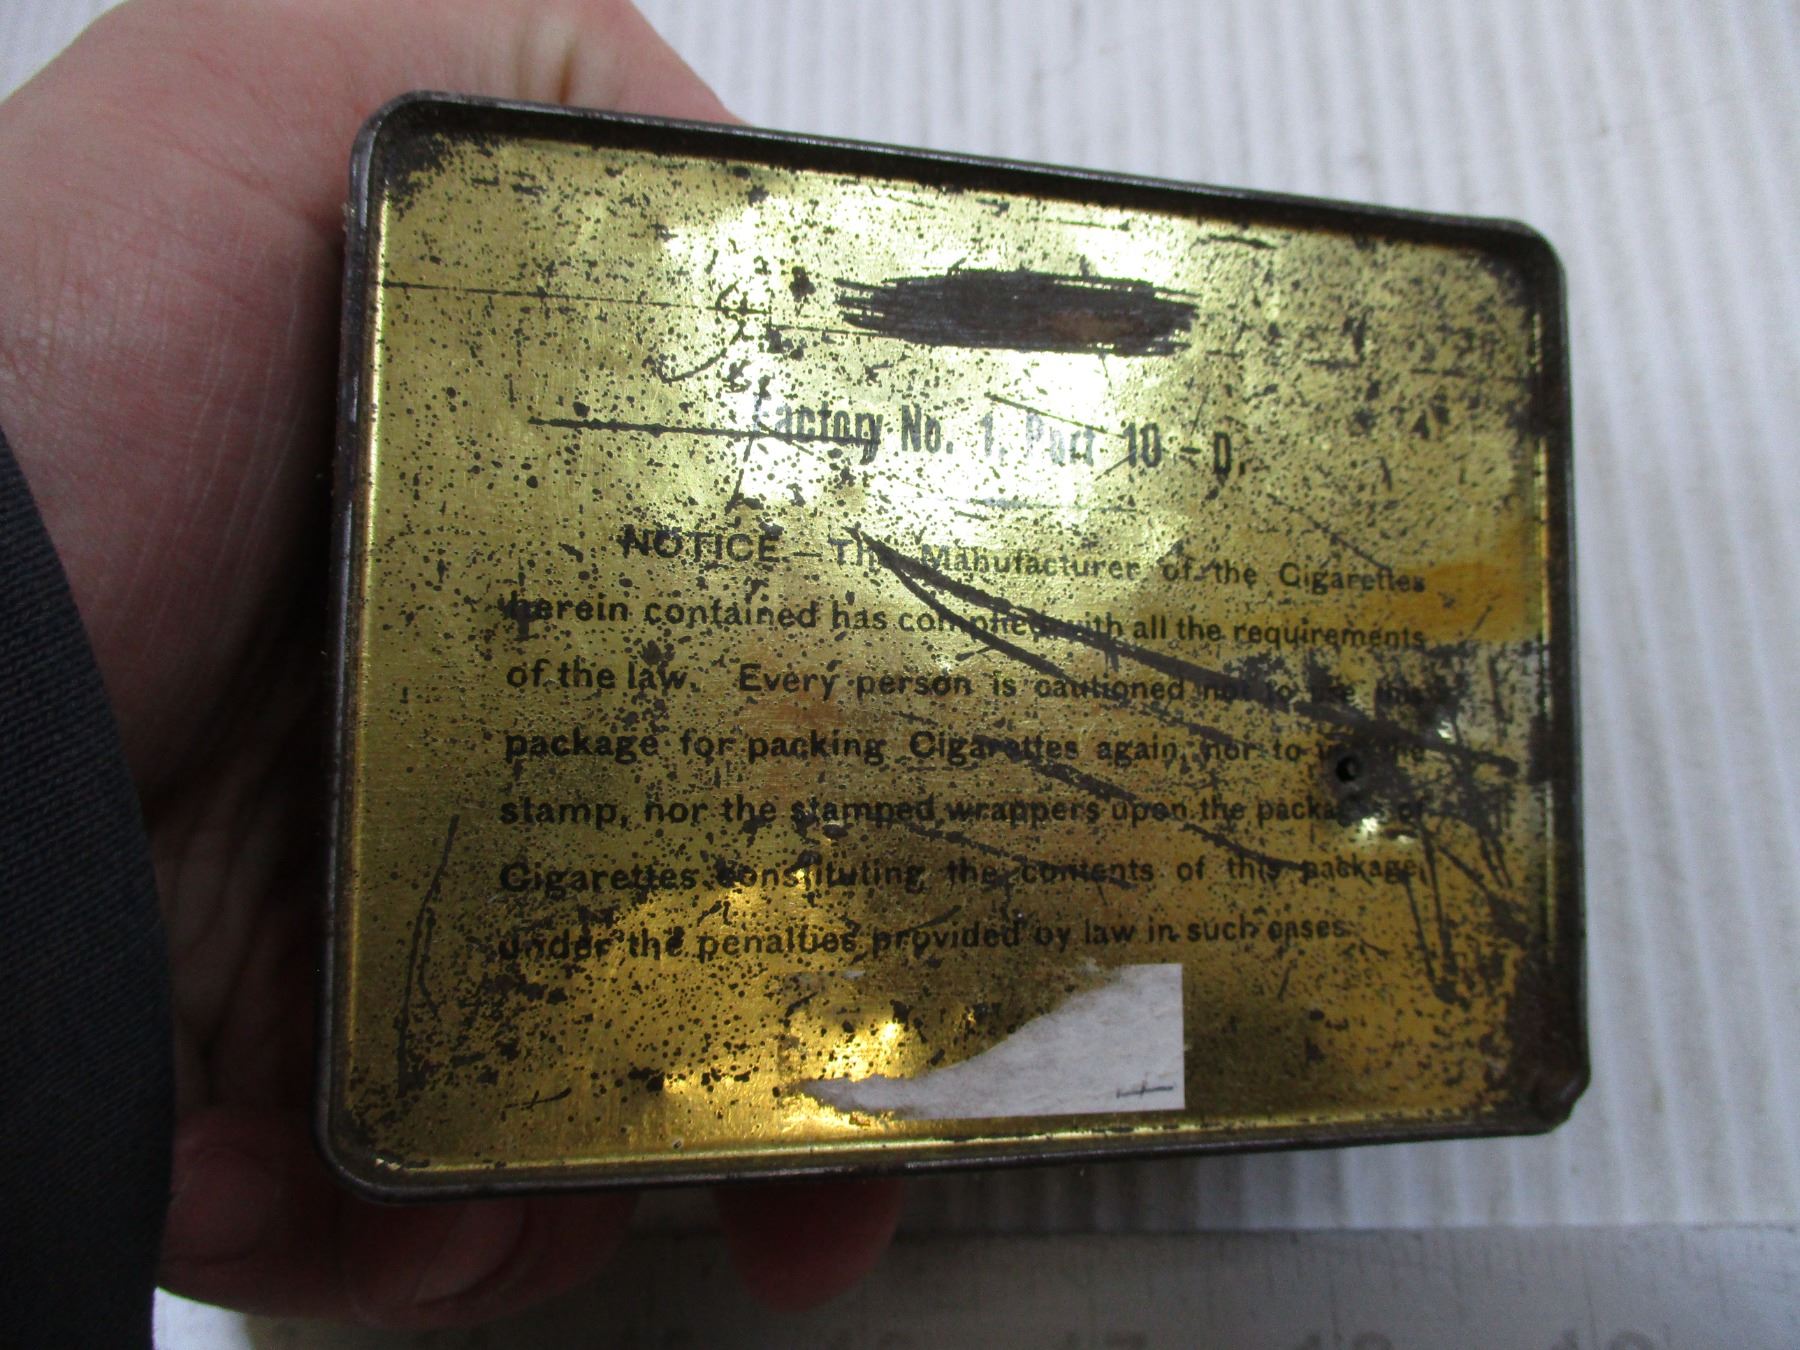 Factory No. 1, Part 10 - D.
NOTICE — The Manufacturer of the Cigarettes
herein contained has complied with all the requirements
of the law. Every person is cautioned not to use this
package for packing Cigarettes again, nor to use the
stamp, nor the stamped wrappers upon the packages of
Cigarettes constituting the contents of this package,
under the penalties provided by law in such cases.